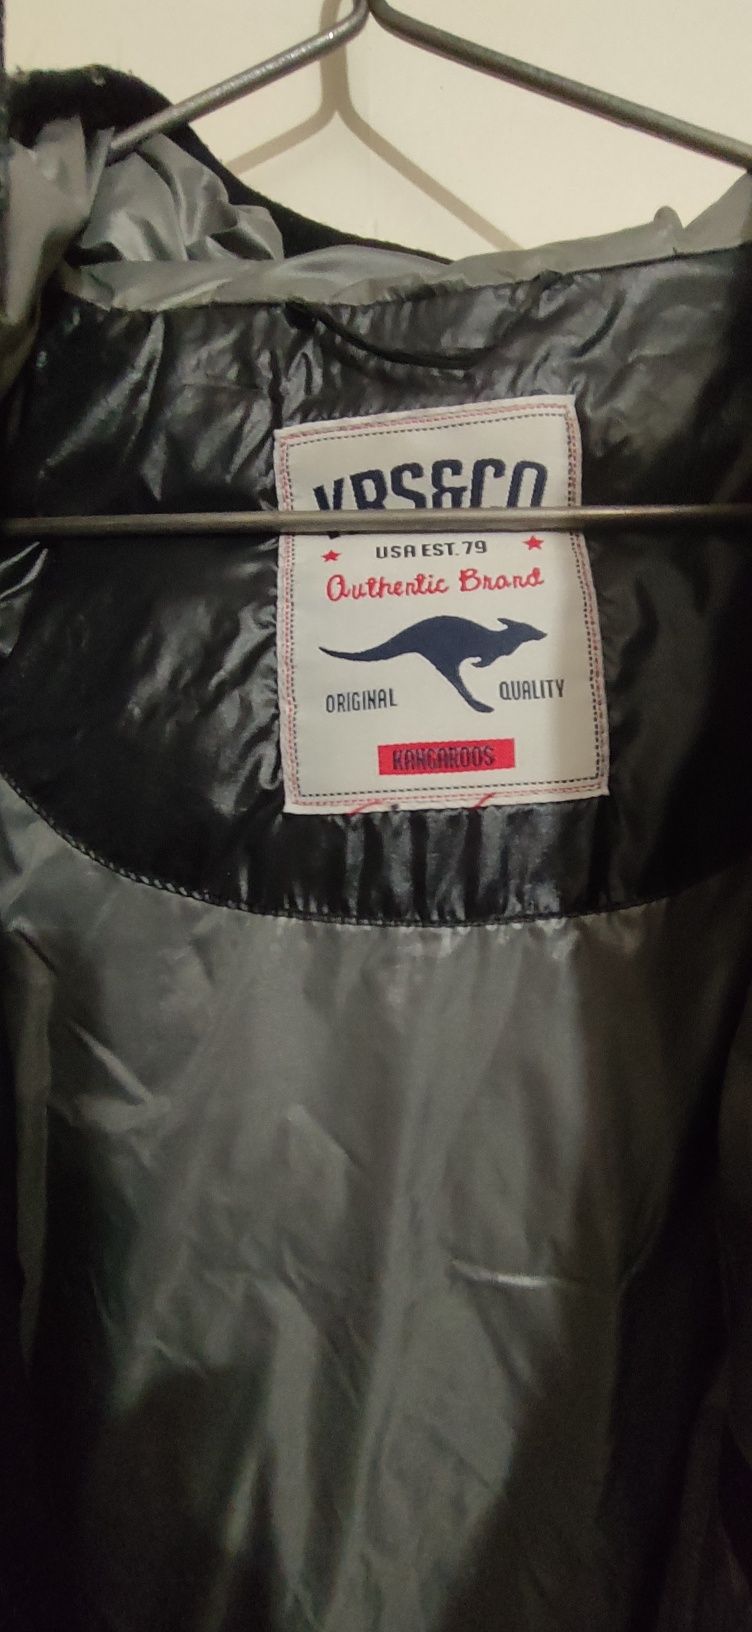 KRS&CO
USA EST. 79
Authentic Brand
ORIGINAL QUALITY
KANGAROOS